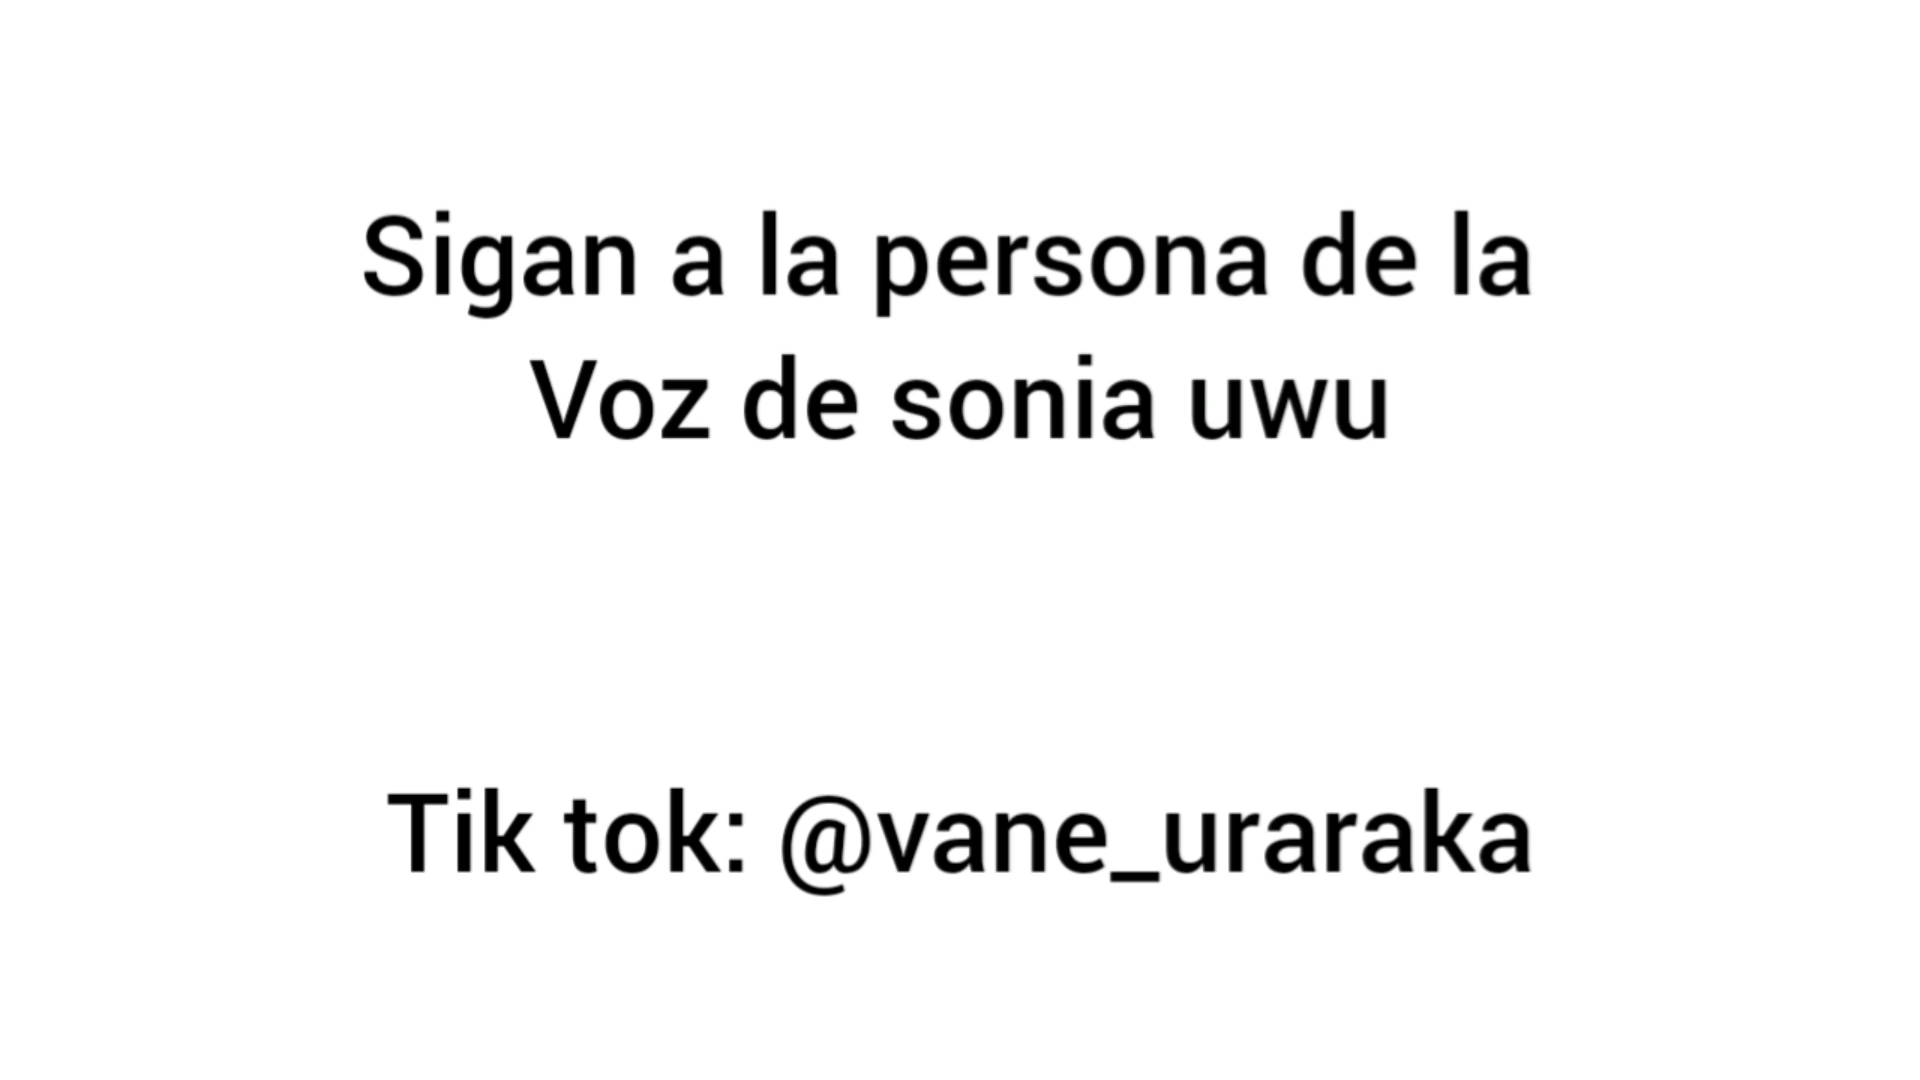 Sigan a la persona de la
Voz de sonia uwu
Tik tok: @vane_uraraka